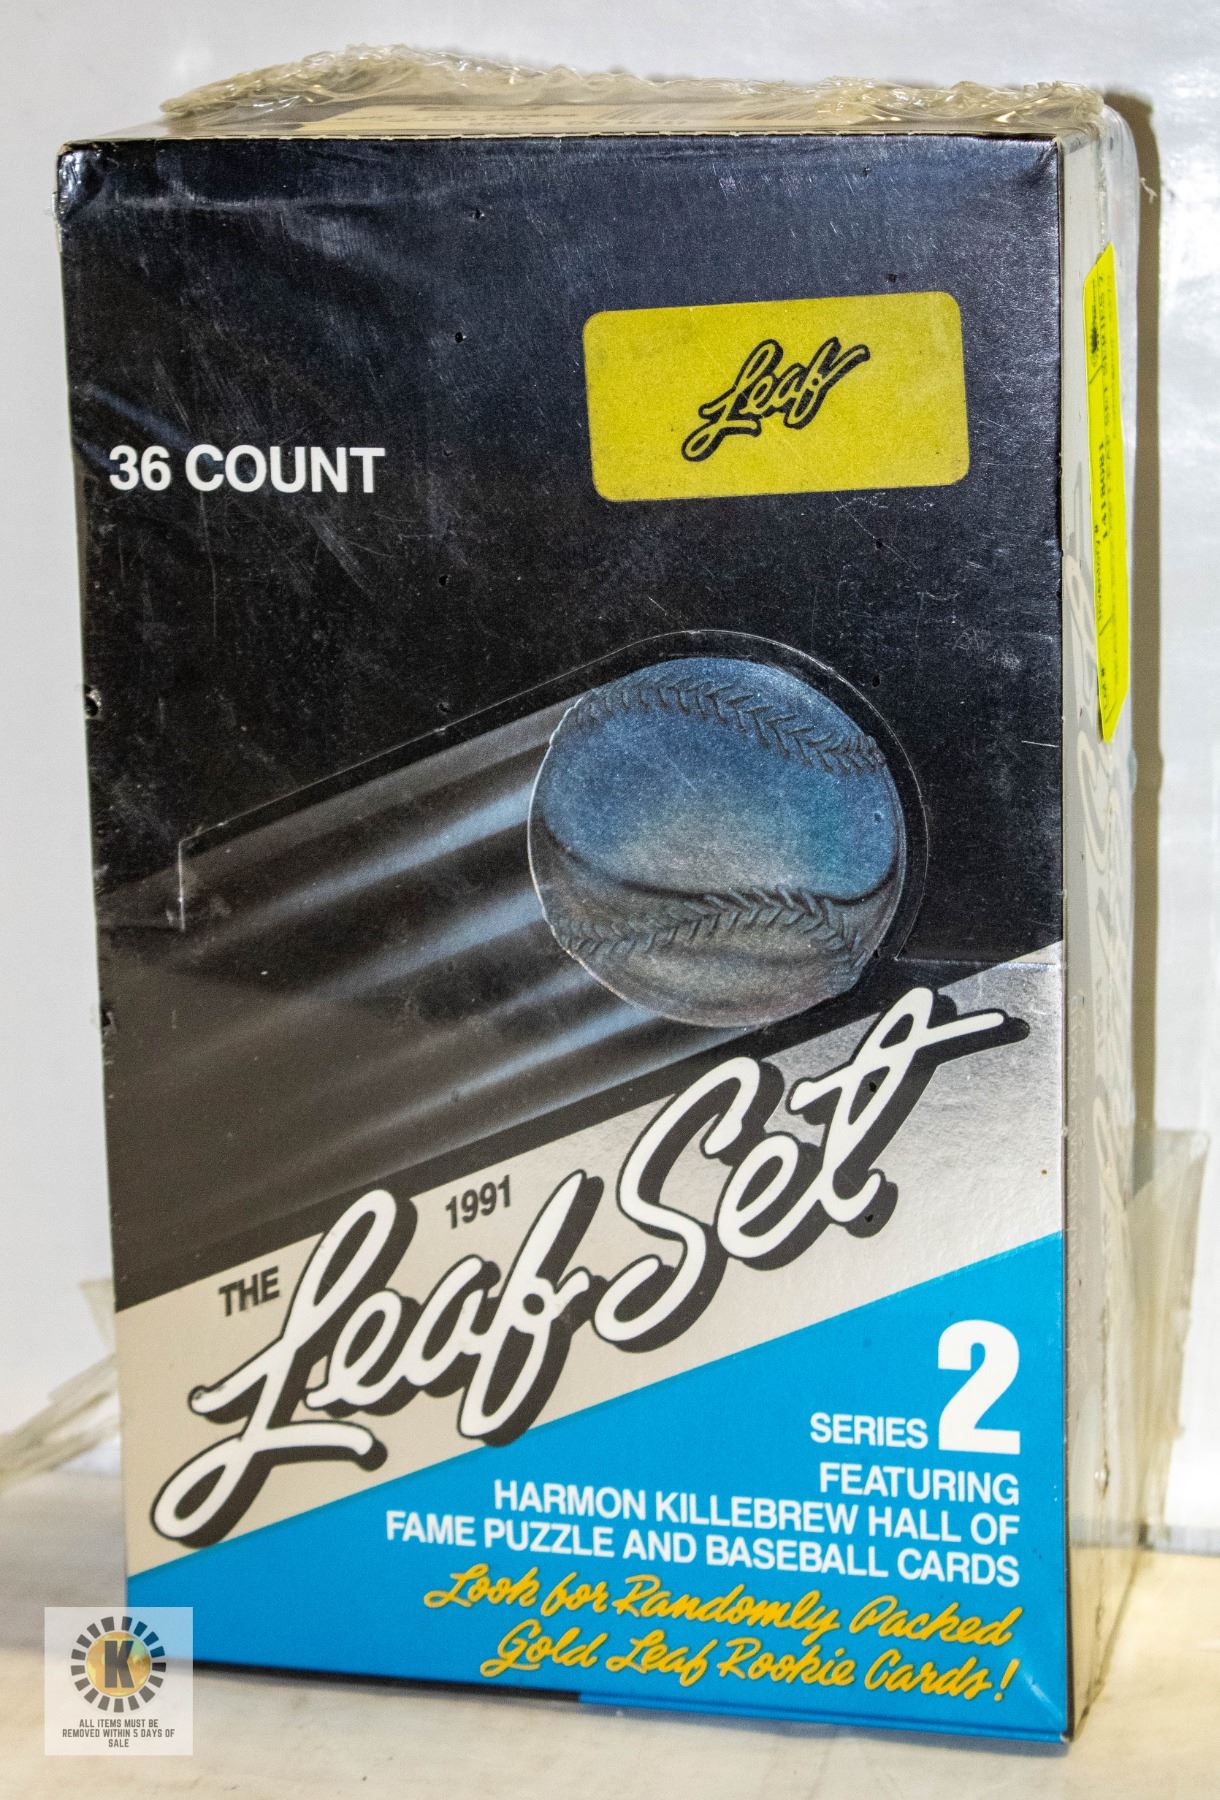 36 COUNT
Leaf
THE 1991
Leaf Set
SERIES 2
FEATURING
HARMON KILLEBREW HALL OF
FAME PUZZLE AND BASEBALL CARDS
Look for Randomly Packed
Gold Leaf Rookie Cards!
Inventory #
K
ALL ITEMS MUST BE
REMOVED WITHIN 5 DAYS OF
SALE